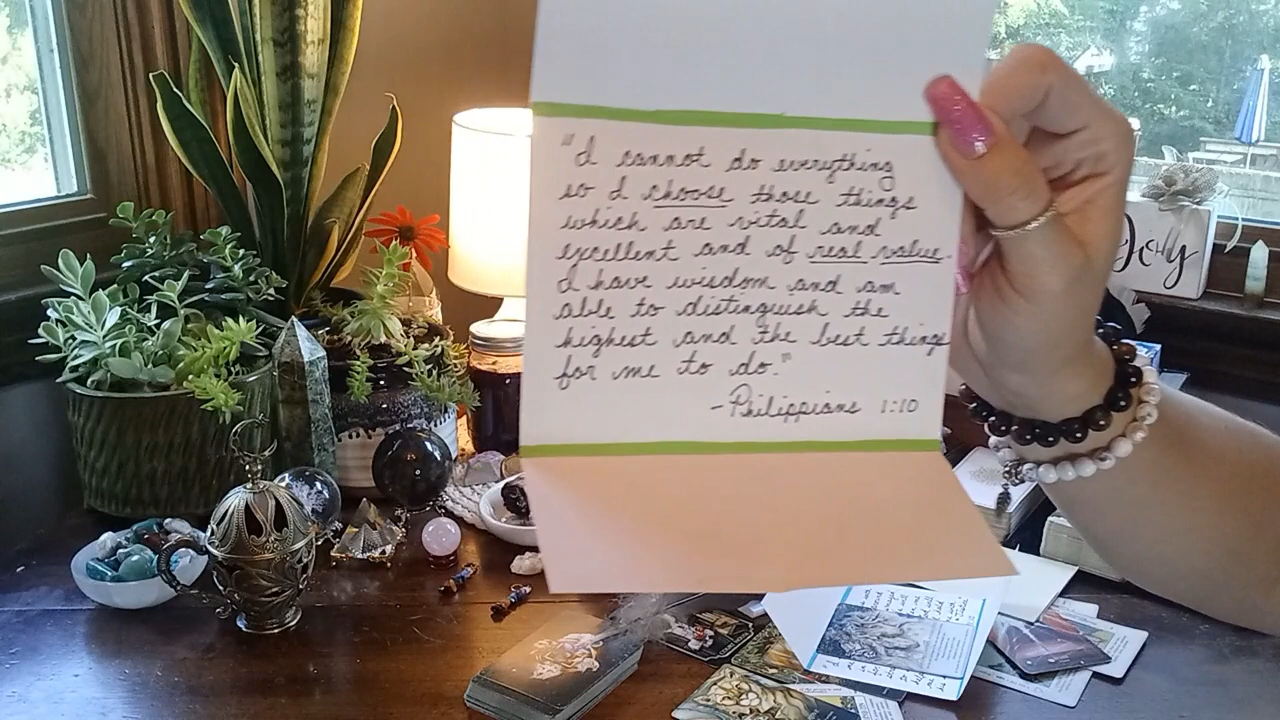 "I cannot do everything
so I choose those things
which are vital and
excellent and of real value.
I have wisdom and am
able to distinguish the
highest and the best things
for me to do."
-Philippians 1:10